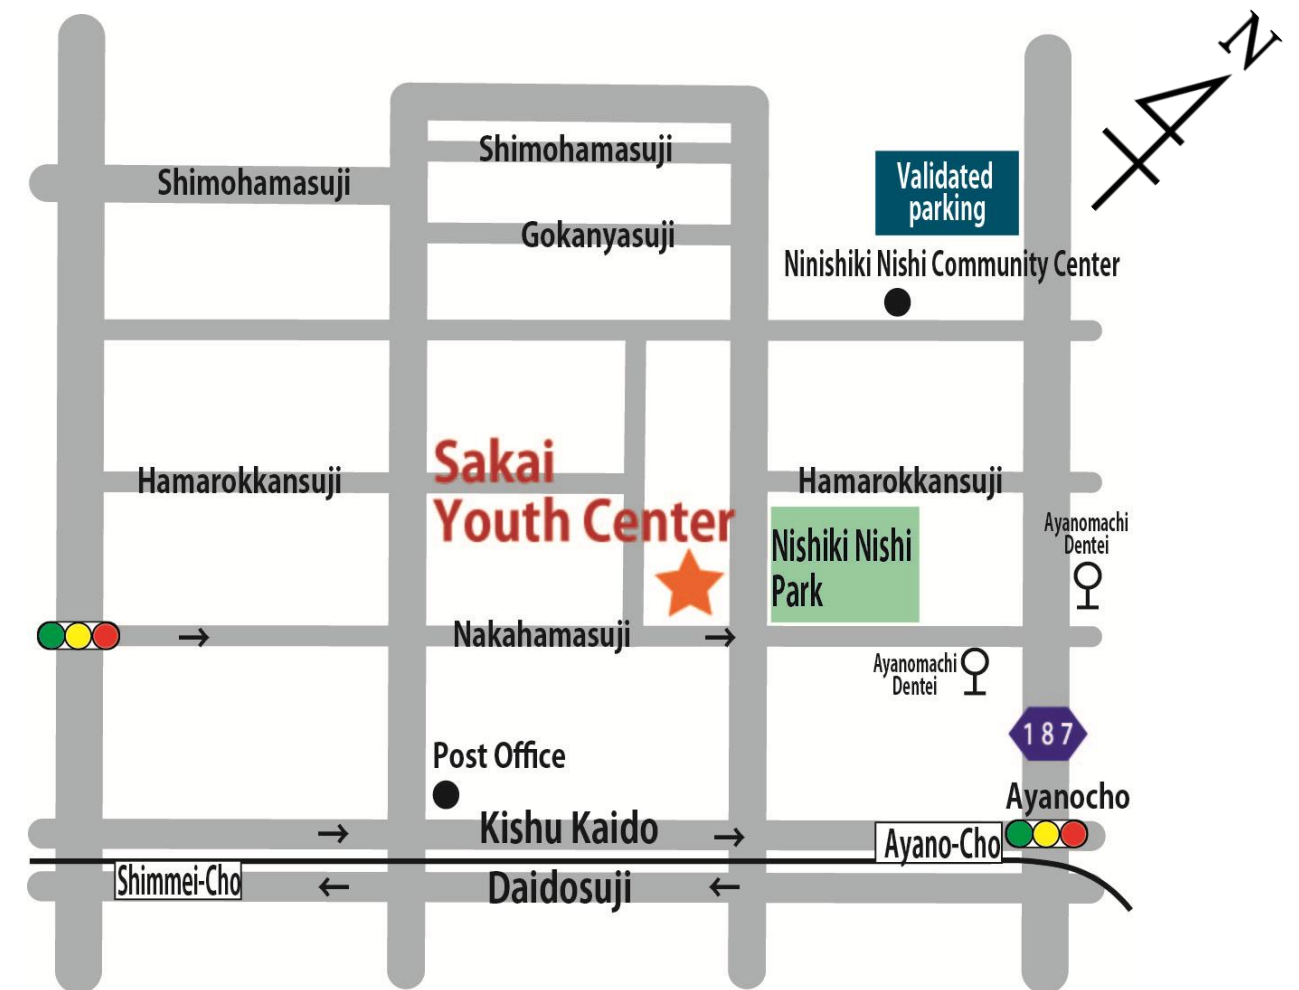 N
Shimohamasuji
Validated
parking
Shimohamasuji
Gokanyasuji
Ninishiki Nishi Community Center
Sakai
Youth Center
Hamarokkansuji
Hamarokkansuji
Ayanomachi
Dentei
Nishiki Nishi
Park
Nakahamasuji
Ayanomachi
Dentei
187
Post Office
Ayanocho
Kishu Kaido
Ayano-Cho
Shimmei-Cho
Daidosuji